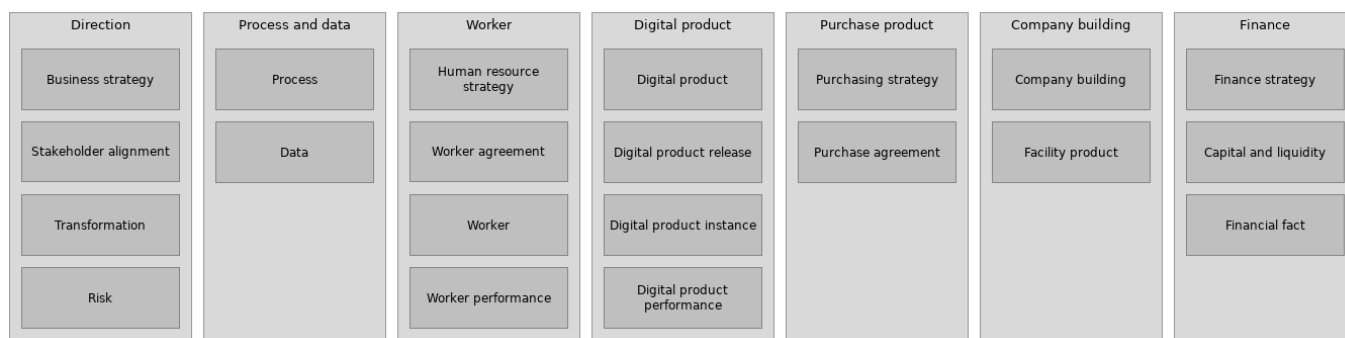 Direction
Business strategy
Stakeholder alignment
Transformation
Risk
Process and data
Process
Data
Worker
Human resource
strategy
Worker agreement
Worker
Worker performance
Digital product
Digital product
Digital product release
Digital product instance
Digital product
performance
Purchase product
Purchasing strategy
Purchase agreement
Company building
Company building
Facility product
Finance
Finance strategy
Capital and liquidity
Financial fact